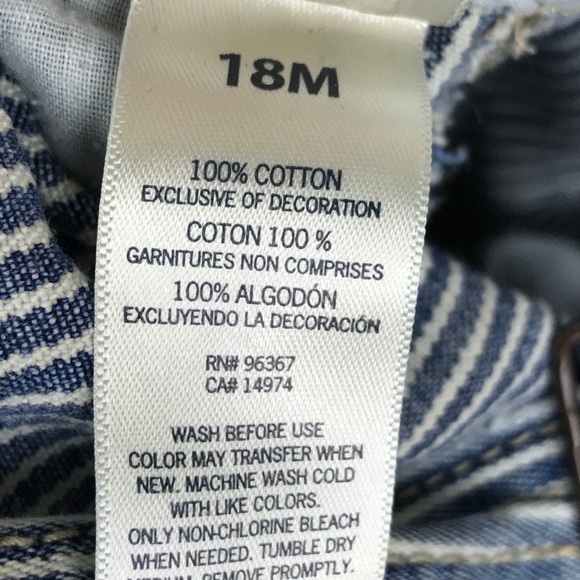 18M
100% COTTON
EXCLUSIVE OF DECORATION
COTON 100 %
GARNITURES NON COMPRISES
100% ALGODÓN
EXCLUYENDO LA DECORACIÓN
RN# 96367
CA# 14974
WASH BEFORE USE
COLOR MAY TRANSFER WHEN
NEW. MACHINE WASH COLD
WITH LIKE COLORS.
ONLY NON-CHLORINE BLEACH
WHEN NEEDED. TUMBLE DRY
MEDIUM. REMOVE PROMPTLY.